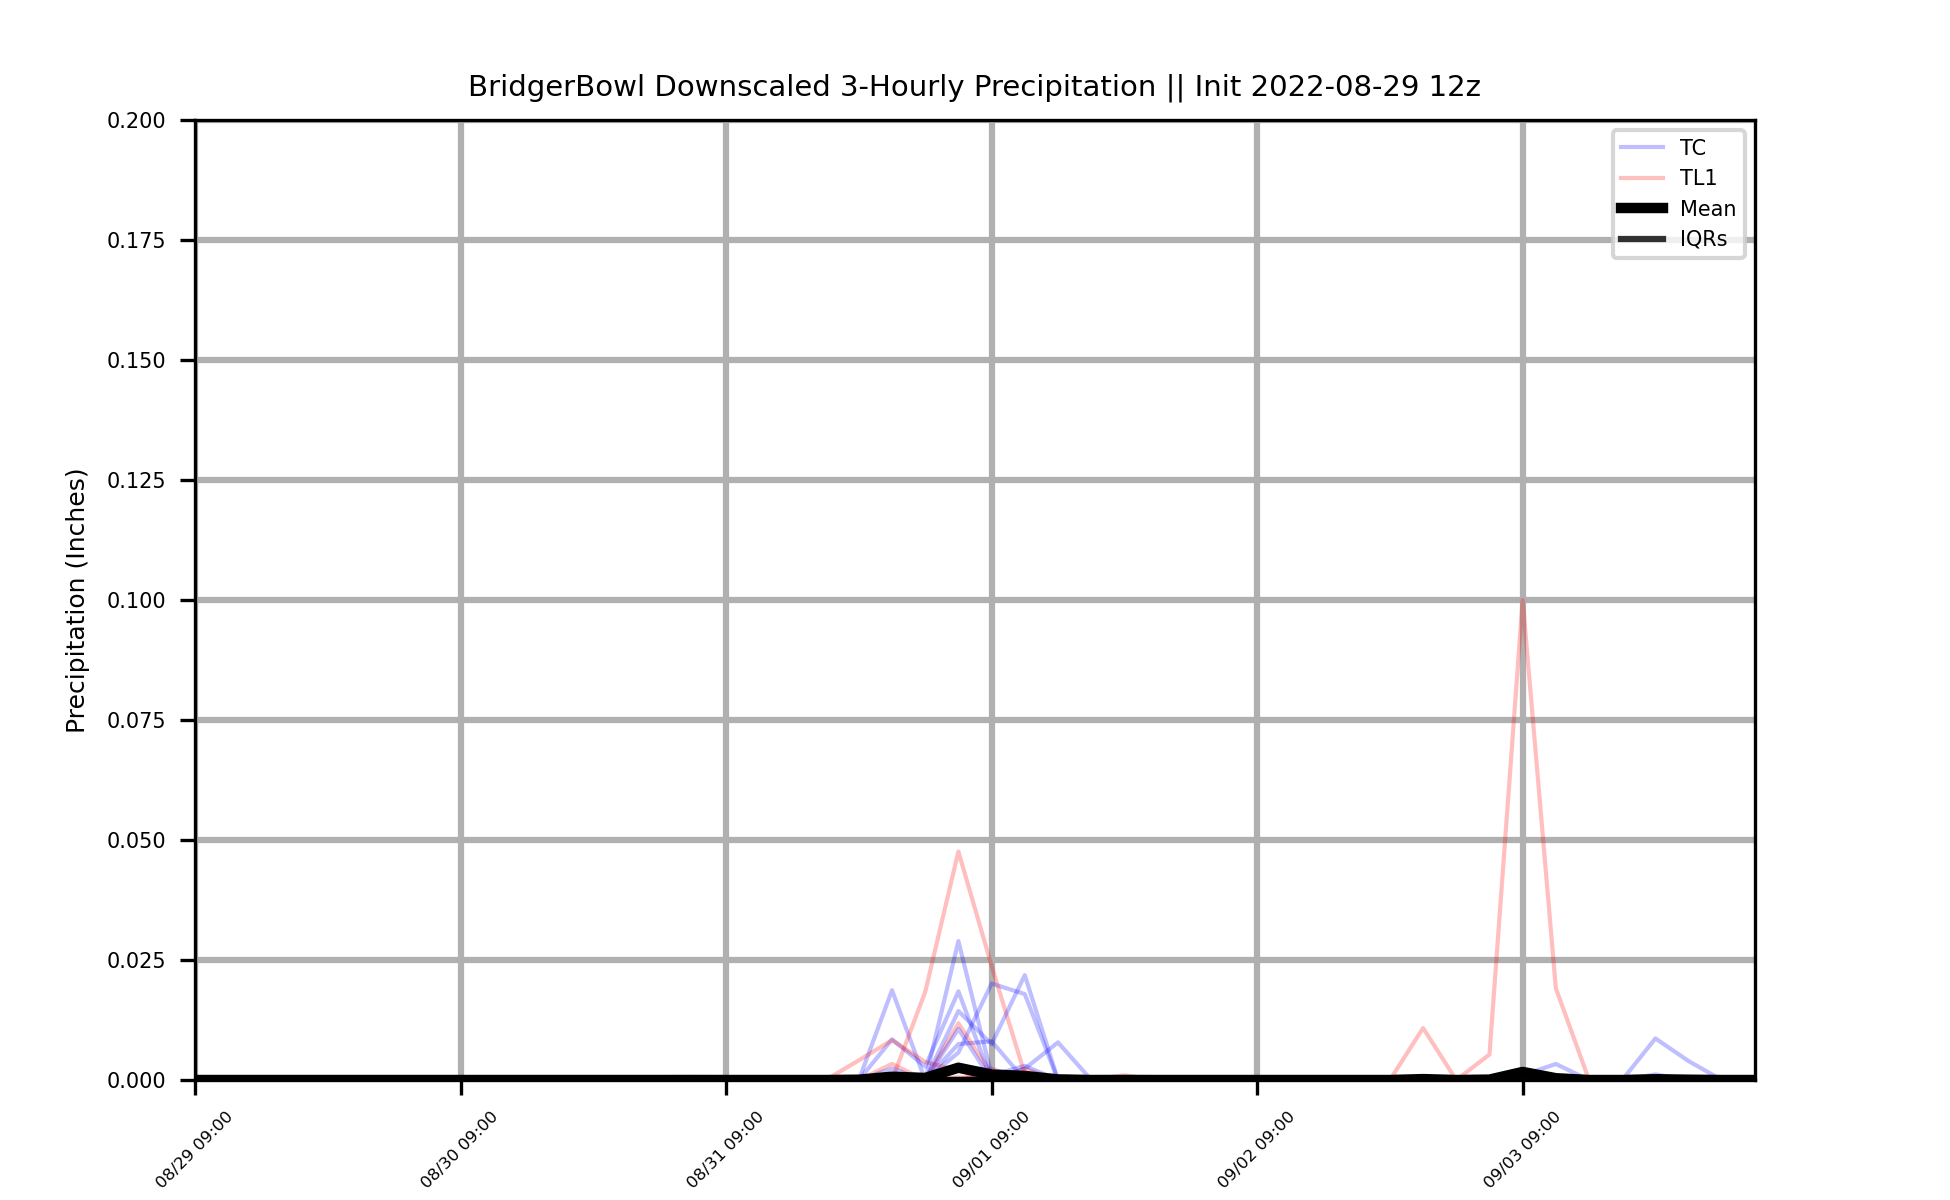 BridgerBowl Downscaled 3-Hourly Precipitation || Init 2022-08-29 12z
0.200
0.175
0.150
0.125
0.100
0.075
0.050
0.025
0.000
Precipitation (Inches)
TC
TL1
Mean
IQRs
08/29 09:00
08/30 09:00
08/31 09:00
09/01 09:00
09/02 09:00
09/03 09:00